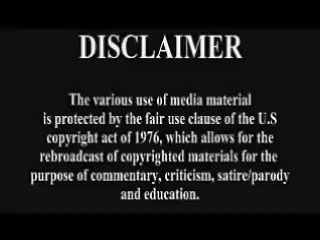 DISCLAIMER
The various use of media material
is protected by the fair use clause of the U.S
copyright act of 1976, which allows for the
rebroadcast of copyrighted materials for the
purpose of commentary, criticism, satire/parody
and education.